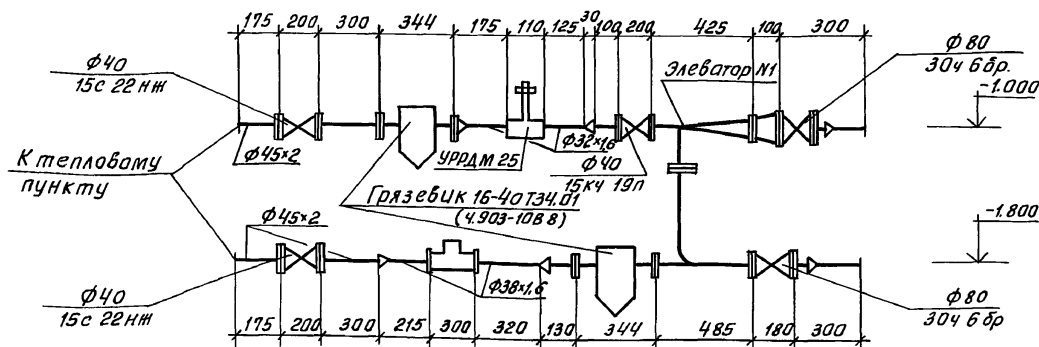 175 200 300 344 175 110 125 30 100 200 425 100 300
Ф40
15с 22нж
Элеватор N1
Ф80
30ч 6бр.
-1.000
Ф45×2
УРРДМ 25
Ф32×1,6
Ф40
15кч 19п
К тепловому
пункту
Грязевик 16-40 Т34.01
(4.903-10В8)
-1.800
Ф45×2
Ф38×1,6
Ф40
15с 22нж
Ф80
30ч 6бр
175 200 300 215 300 320 130 344 485 180 300